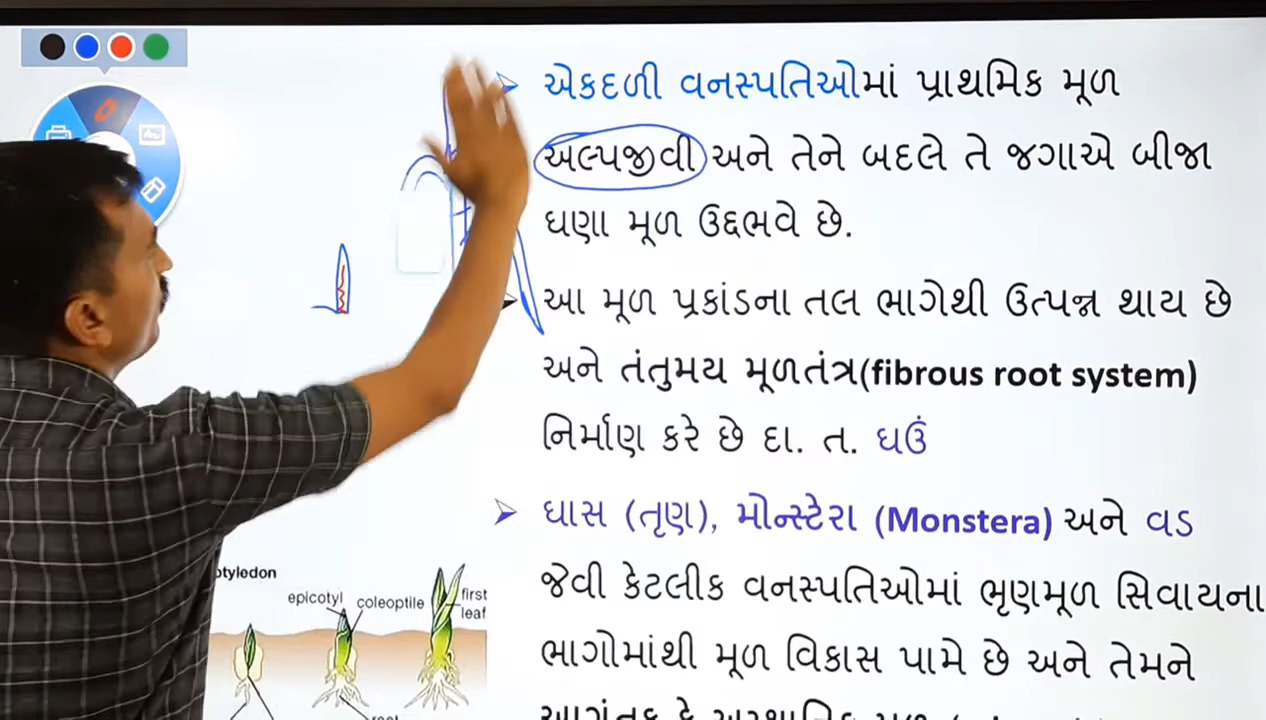 એકદળી વનસ્પતિઓમાં પ્રાથમિક મૂળ
અલ્પજીવી અને તેને બદલે તે જગાએ બીજા
ઘણા મૂળ ઉદ્દભવે છે.
આ મૂળ પ્રકાંડના તલ ભાગેથી ઉત્પન્ન થાય છે
અને તંતુમય મૂળતંત્ર(fibrous root system)
નિર્માણ કરે છે દા. ત. ઘઉં
ઘાસ (તૃણ), મોન્સ્ટેરા (Monstera) અને વડ
જેવી કેટલીક વનસ્પતિઓમાં ભૃણમૂળ સિવાયના
ભાગોમાંથી મૂળ વિકાસ પામે છે અને તેમને
otyledon
epicotyl
coleoptile
first
leaf